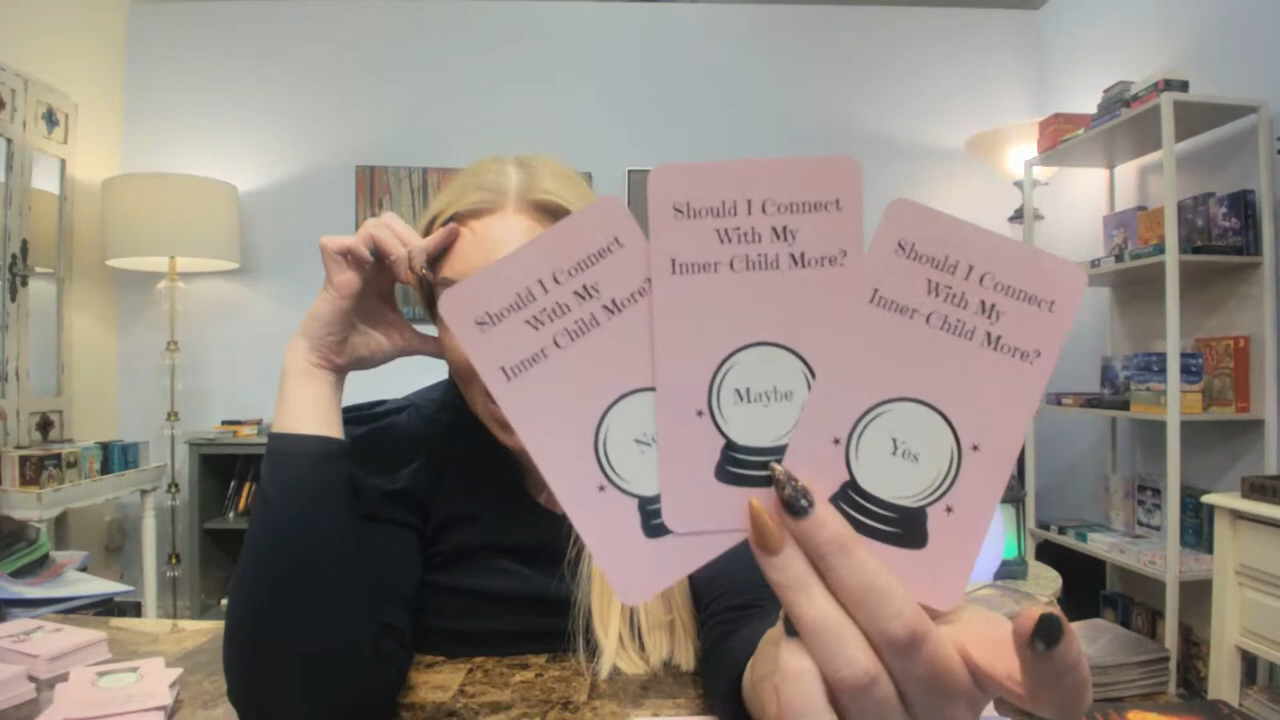 Should I Connect
With My
Inner-Child More?
No
Should I Connect
With My
Inner-Child More?
Maybe
Should I Connect
With My
Inner-Child More?
Yes